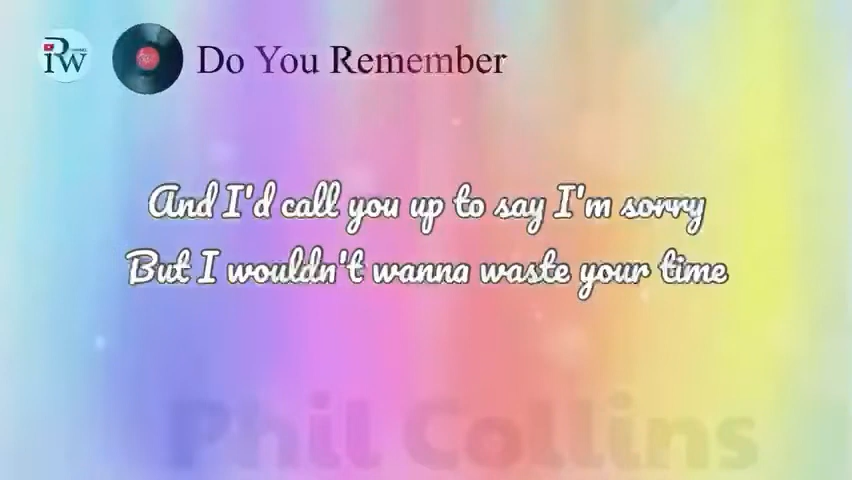 Do You Remember
And I'd call you up to say I'm sorry
But I wouldn't wanna waste your time
Phil Collins